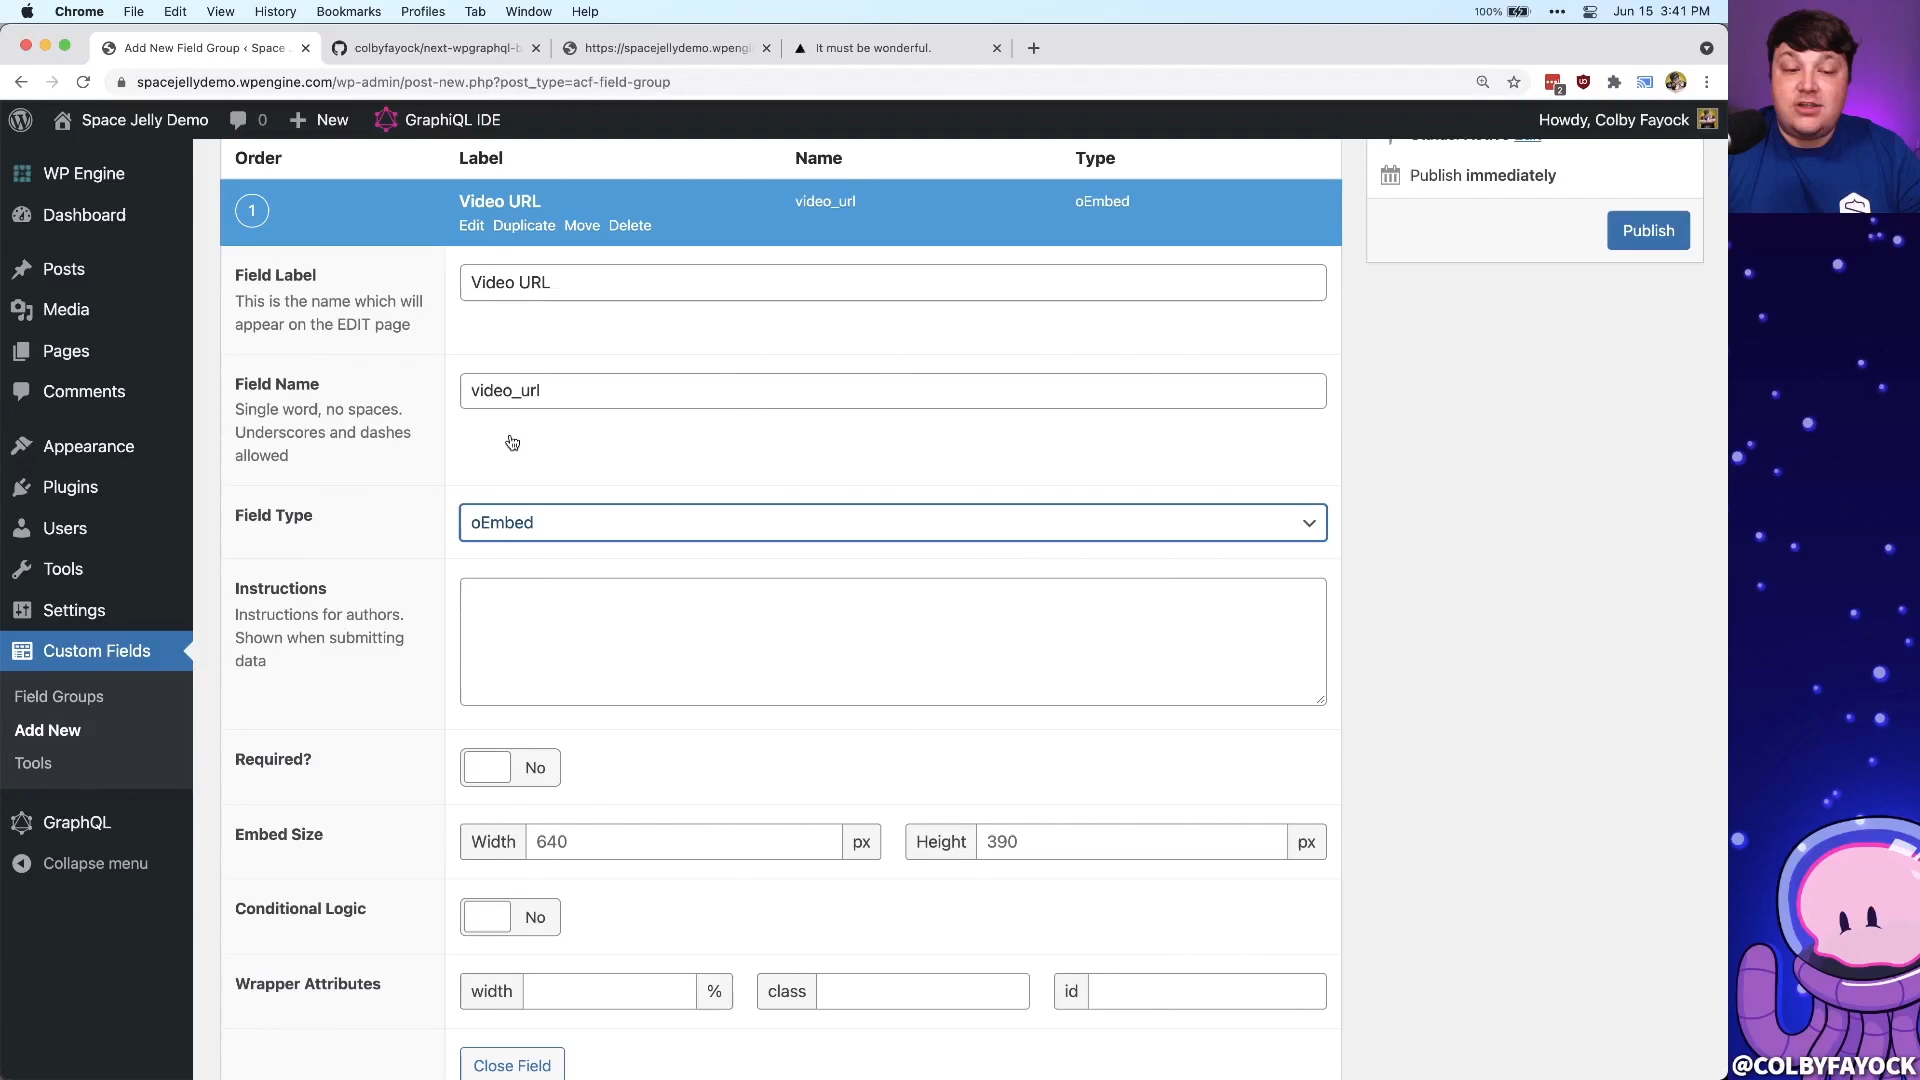 Chrome File Edit View History Bookmarks Profiles Tab Window Help 100% Jun 15 3:41 PM
Add New Field Group ‹ Space colbyfayock/next-wpgraphql-b https://spacejellydemo.wpengi It must be wonderful.
spacejellydemo.wpengine.com/wp-admin/post-new.php?post_type=acf-field-group 2
Space Jelly Demo 0 + New GraphiQL IDE Howdy, Colby Fayock
WP Engine
Dashboard
Posts
Media
Pages
Comments
Appearance
Plugins
Users
Tools
Settings
Custom Fields
Field Groups
Add New
Tools
GraphQL
Collapse menu
Order Label Name Type
1 Video URL video_url oEmbed
Edit Duplicate Move Delete
Field Label
This is the name which will
appear on the EDIT page
Video URL
Field Name
Single word, no spaces.
Underscores and dashes
allowed
video_url
Field Type
oEmbed
Instructions
Instructions for authors.
Shown when submitting
data
Required?
No
Embed Size
Width 640 px Height 390 px
Conditional Logic
No
Wrapper Attributes
width % class id
Close Field
Publish immediately
Publish
@COLBYFAYOCK